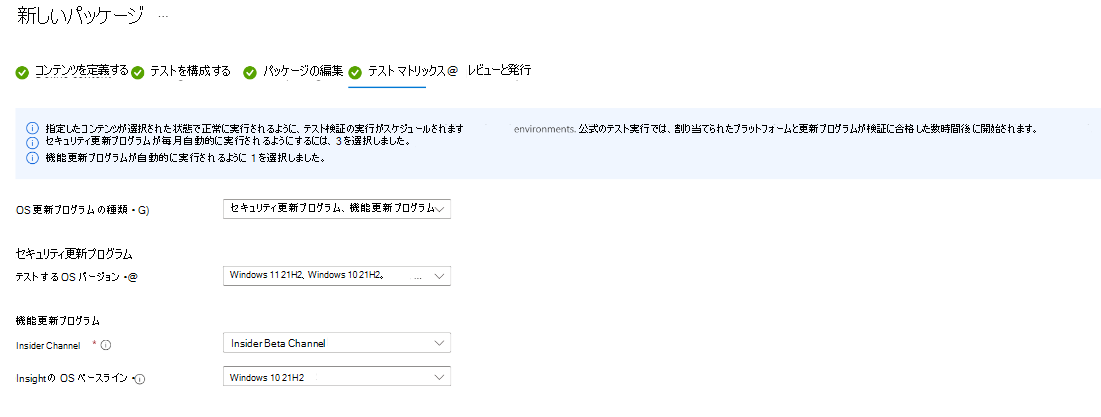 新しいパッケージ …
コンテンツを定義する テストを構成する パッケージの編集 テスト マトリックス@ レビューと発行
指定したコンテンツが選択された状態で正常に実行されるように、テスト検証の実行がスケジュールされます environments. 公式のテスト実行では、割り当てられたプラットフォームと更新プログラムが検証に合格した数時間後に開始されます。
セキュリティ更新プログラムが毎月自動的に実行されるようにするには、3 を選択しました。
機能更新プログラムが自動的に実行されるように 1 を選択しました。
OS 更新プログラムの種類・G) セキュリティ更新プログラム、機能更新プログラム
セキュリティ更新プログラム
テストする OS バージョン・@ Windows 11 21H2、Windows 10 21H2。 ...
機能更新プログラム
Insider Channel * Insider Beta Channel
Insightの OS ベースライン・ Windows 10 21H2